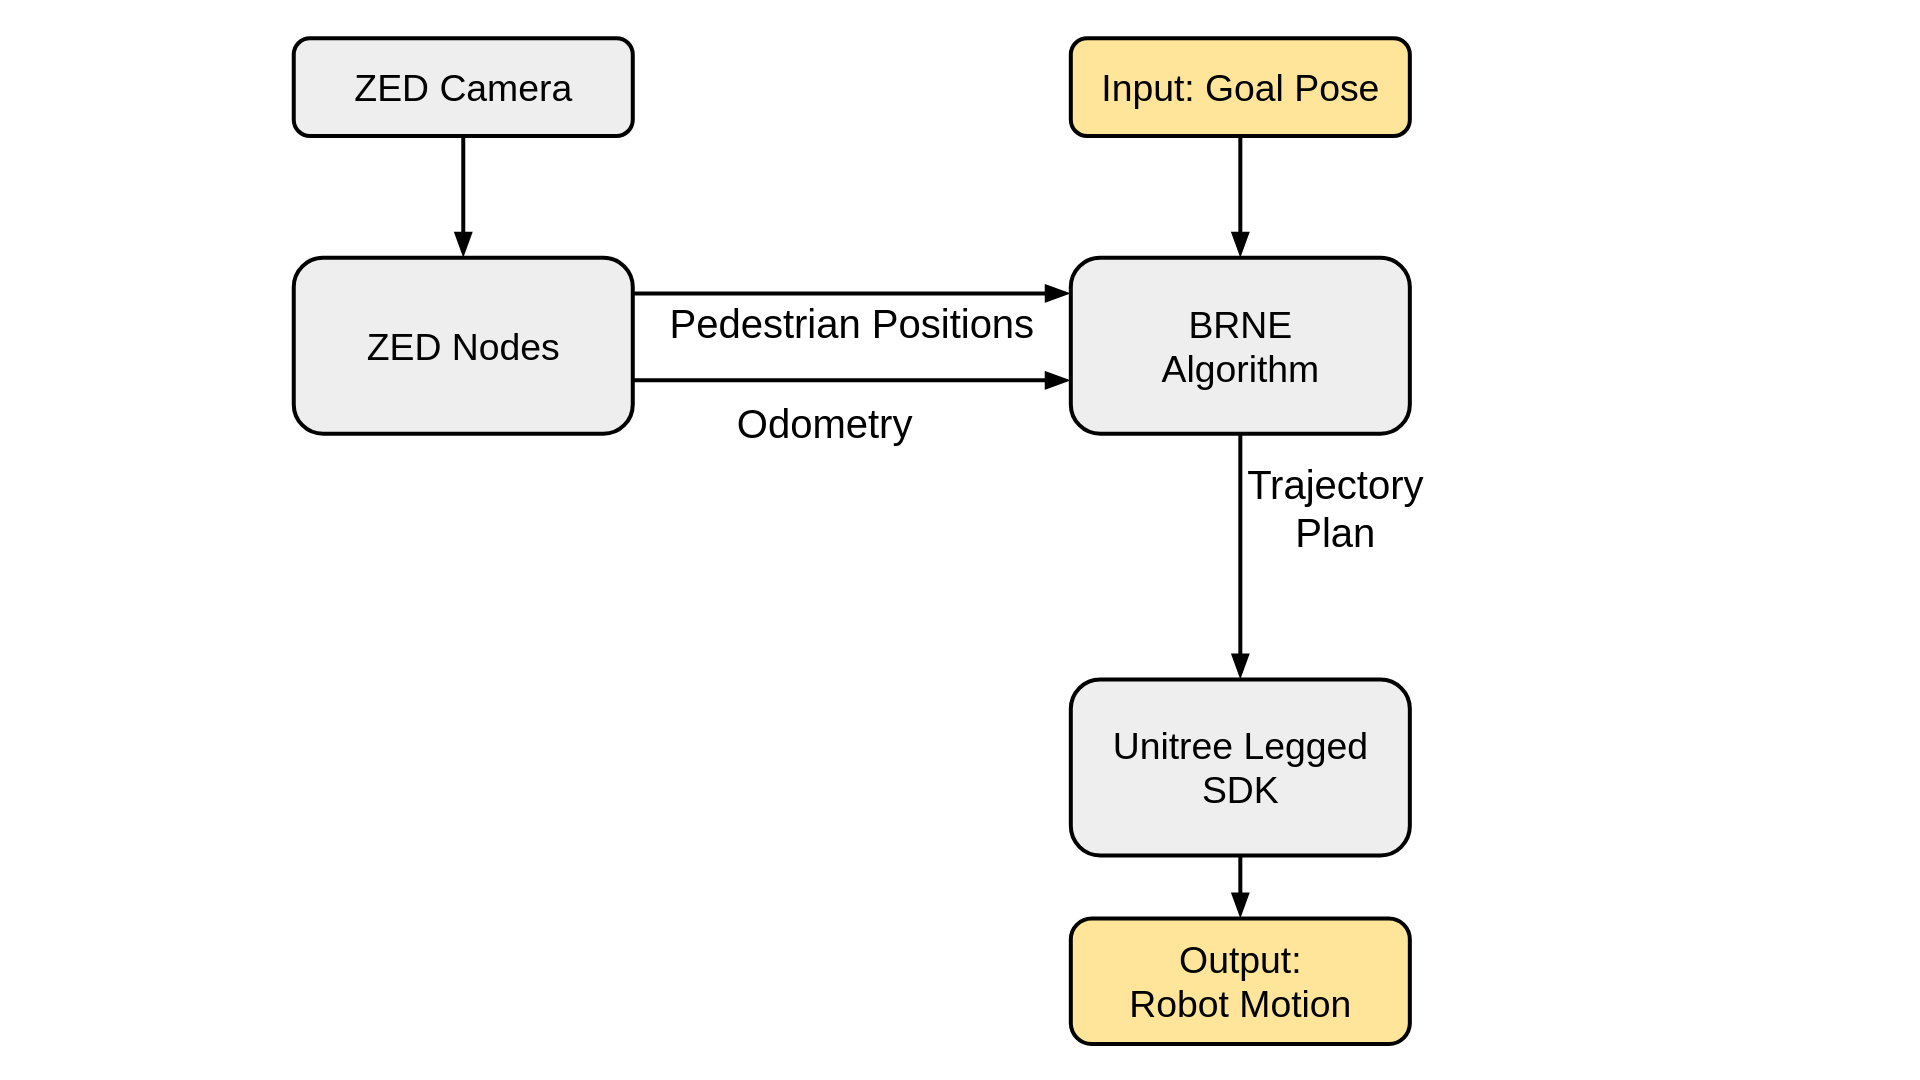 ZED Camera
Input: Goal Pose
ZED Nodes
Pedestrian Positions
Odometry
BRNE
Algorithm
Trajectory
Plan
Unitree Legged
SDK
Output:
Robot Motion